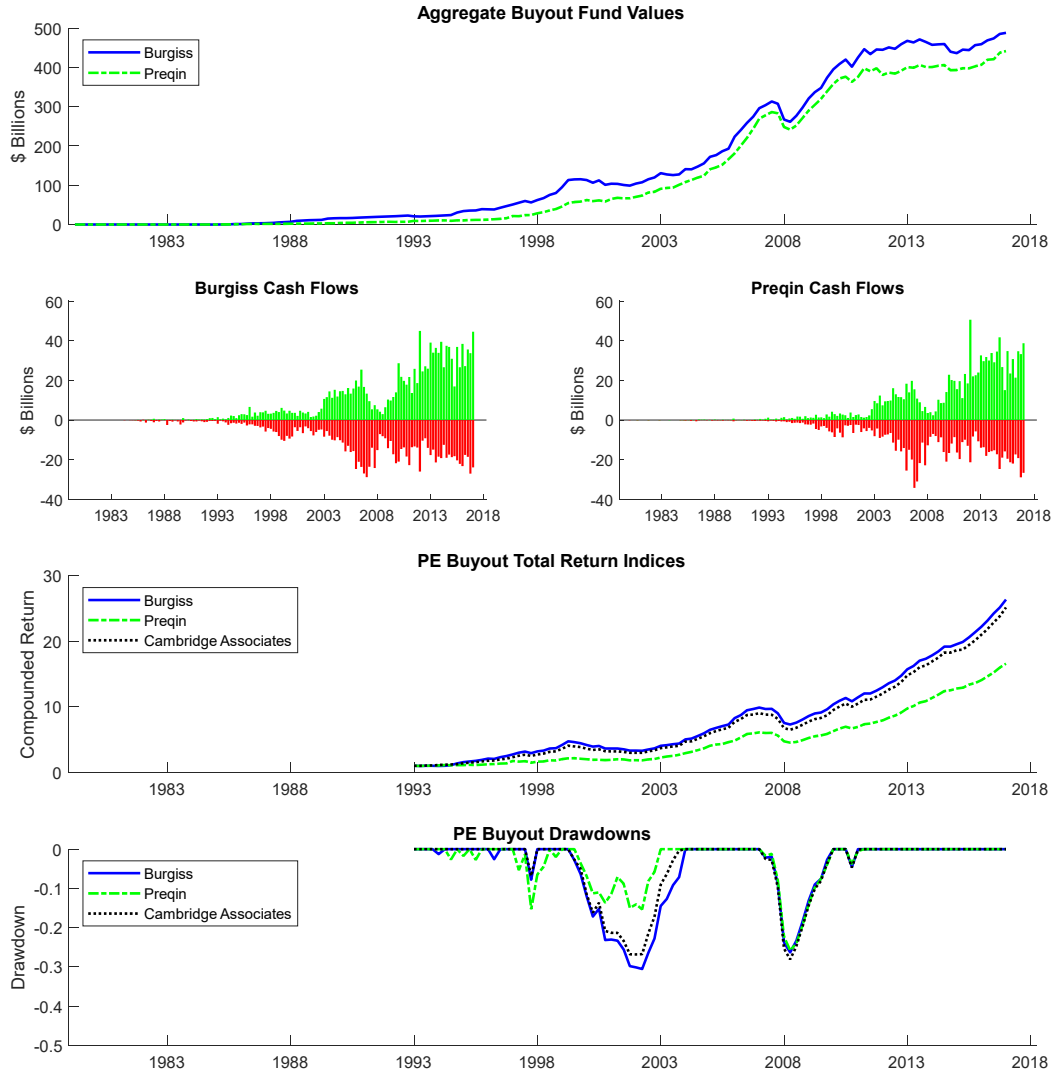 Aggregate Buyout Fund Values
500
400
300
200
100
0
$ Billions
Burgiss
Preqin
1983 1988 1993 1998 2003 2008 2013 2018
Burgiss Cash Flows
60
40
20
0
-20
-40
$ Billions
1983 1988 1993 1998 2003 2008 2013 2018
Preqin Cash Flows
60
40
20
0
-20
-40
$ Billions
1983 1988 1993 1998 2003 2008 2013 2018
PE Buyout Total Return Indices
30
20
10
0
Compounded Return
Burgiss
Preqin
Cambridge Associates
1983 1988 1993 1998 2003 2008 2013 2018
PE Buyout Drawdowns
0
-0.1
-0.2
-0.3
-0.4
-0.5
Drawdown
Burgiss
Preqin
Cambridge Associates
1983 1988 1993 1998 2003 2008 2013 2018